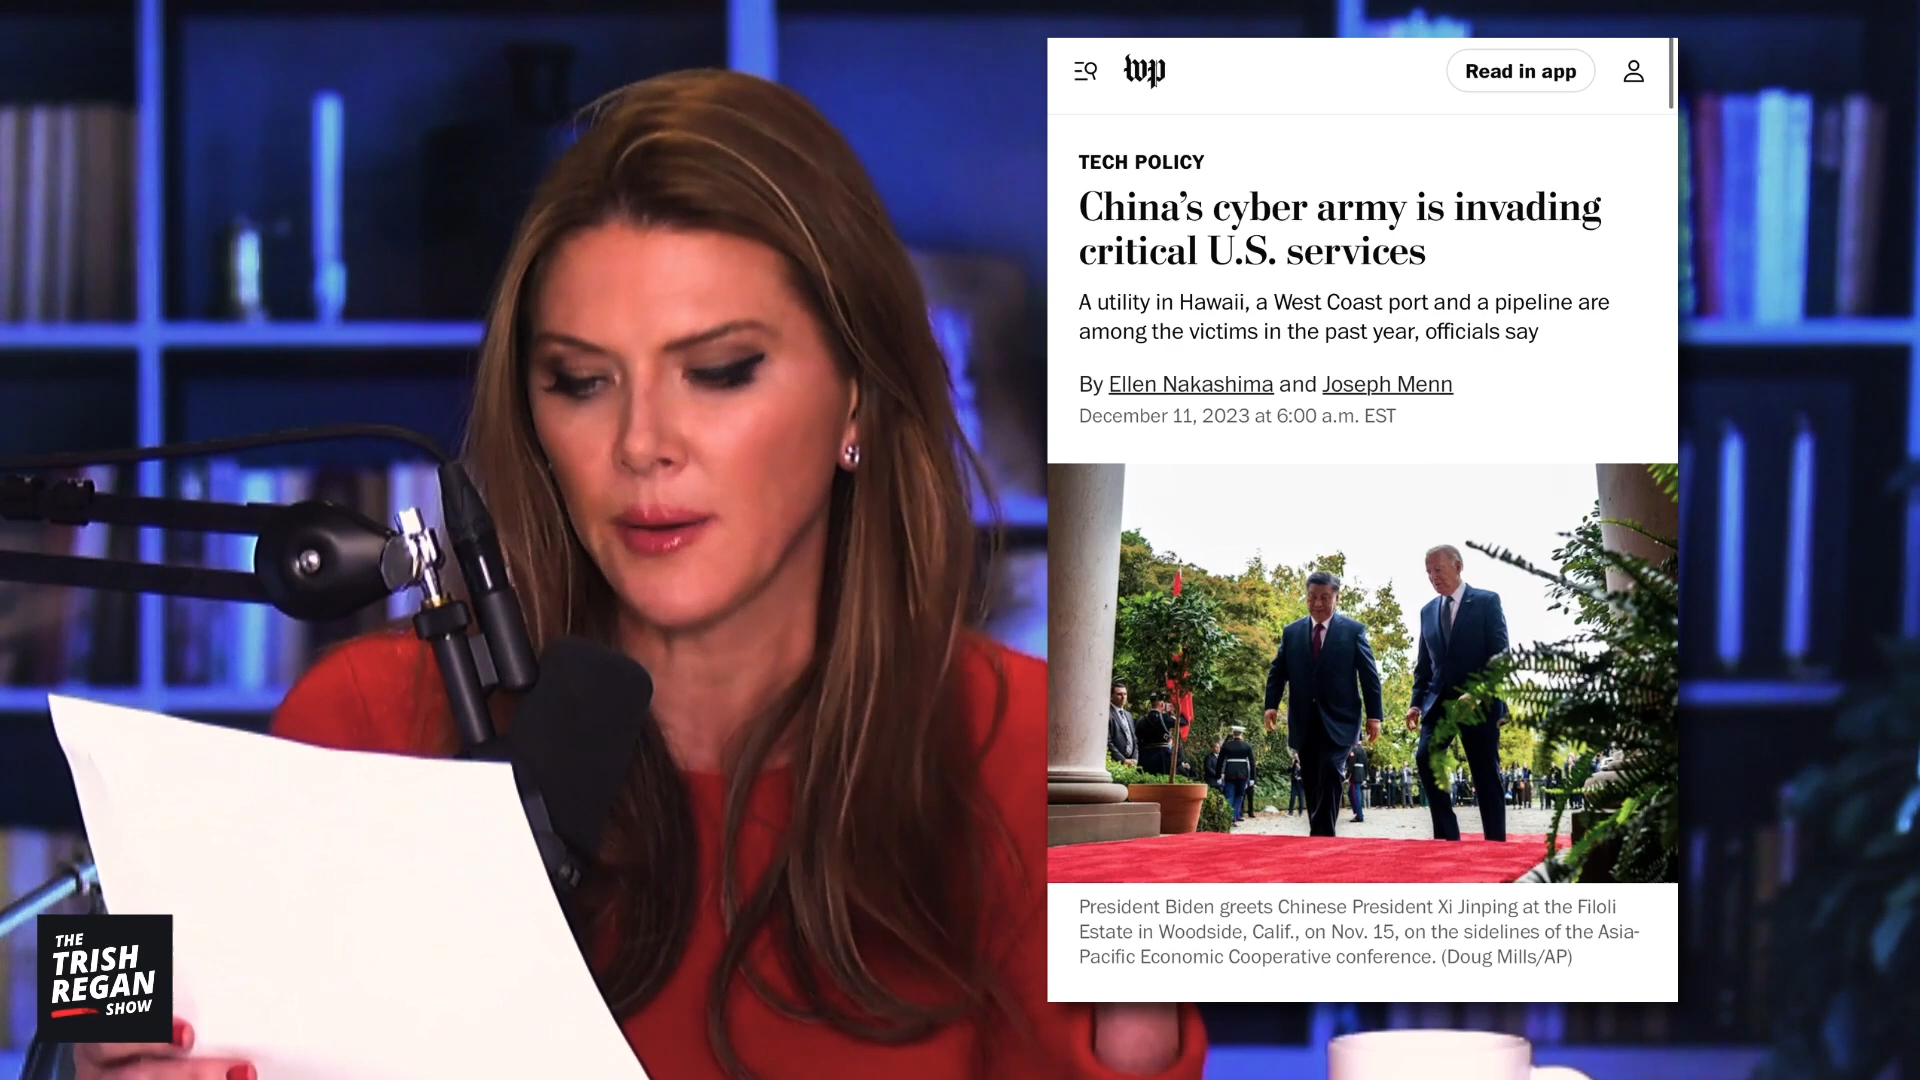 wp
Read in app
TECH POLICY
China’s cyber army is invading
critical U.S. services
A utility in Hawaii, a West Coast port and a pipeline are
among the victims in the past year, officials say
By Ellen Nakashima and Joseph Menn
December 11, 2023 at 6:00 a.m. EST
President Biden greets Chinese President Xi Jinping at the Filoli
Estate in Woodside, Calif., on Nov. 15, on the sidelines of the Asia-
Pacific Economic Cooperative conference. (Doug Mills/AP)
THE
TRISH
REGAN
SHOW